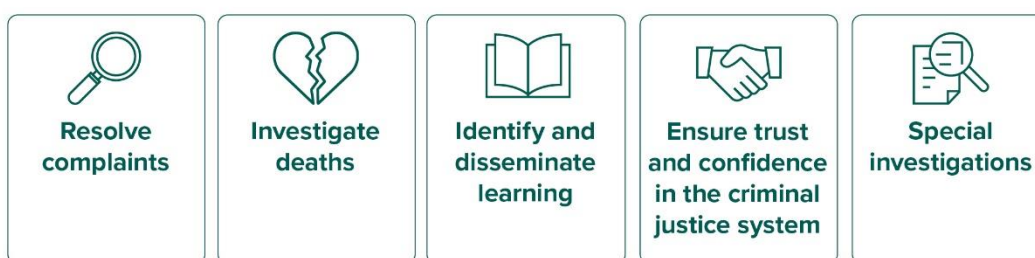 Resolve
complaints
Investigate
deaths
Identify and
disseminate
learning
Ensure trust
and confidence
in the criminal
justice system
Special
investigations